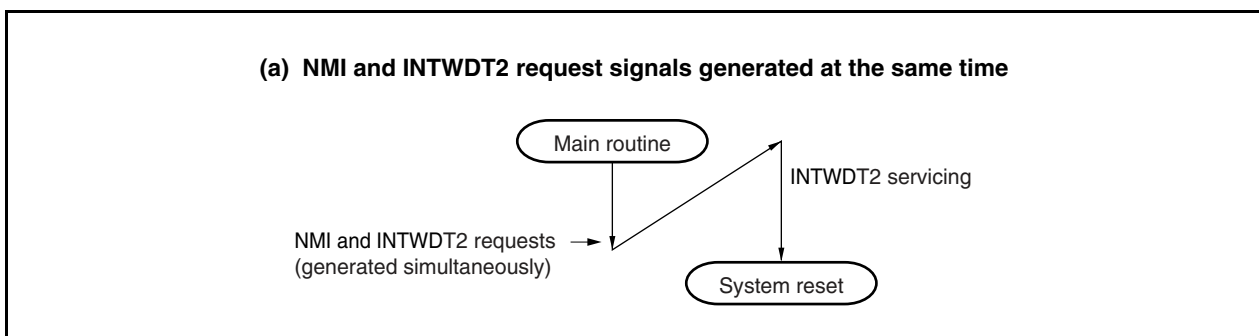 (a) NMI and INTWDT2 request signals generated at the same time
Main routine
INTWDT2 servicing
NMI and INTWDT2 requests
(generated simultaneously)
System reset